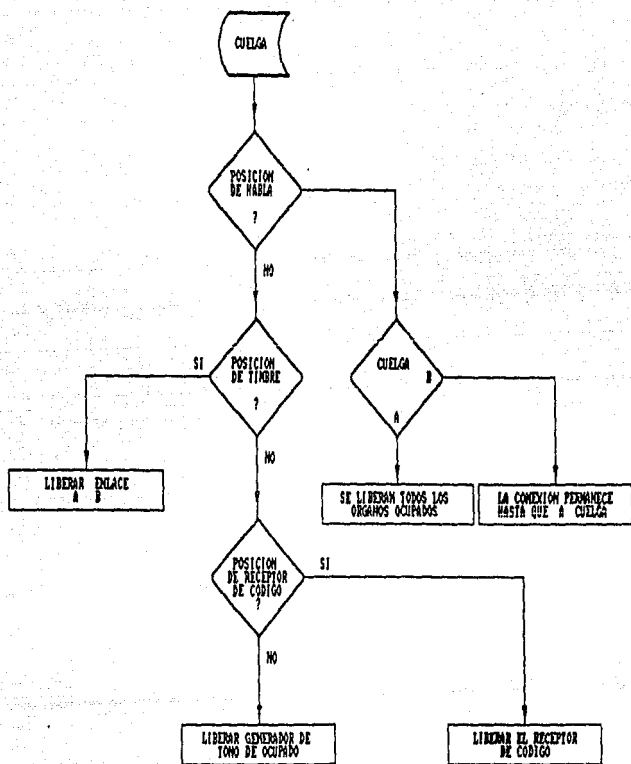 CUELGA
POSICION
DE HABLA
?
NO
SI
POSICION
DE TIMBRE
?
CUELGA
B
A
NO
LIBERAR ENLACE
A B
SE LIBERAN TODOS LOS
ORGANOS OCUPADOS
LA CONEXION PERMANECE
HASTA QUE A CUELGA
POSICION
DE RECEPTOR
DE CODIGO
?
SI
NO
LIBERAR GENERADOR DE
TONO DE OCUPADO
LIBERAR EL RECEPTOR
DE CODIGO